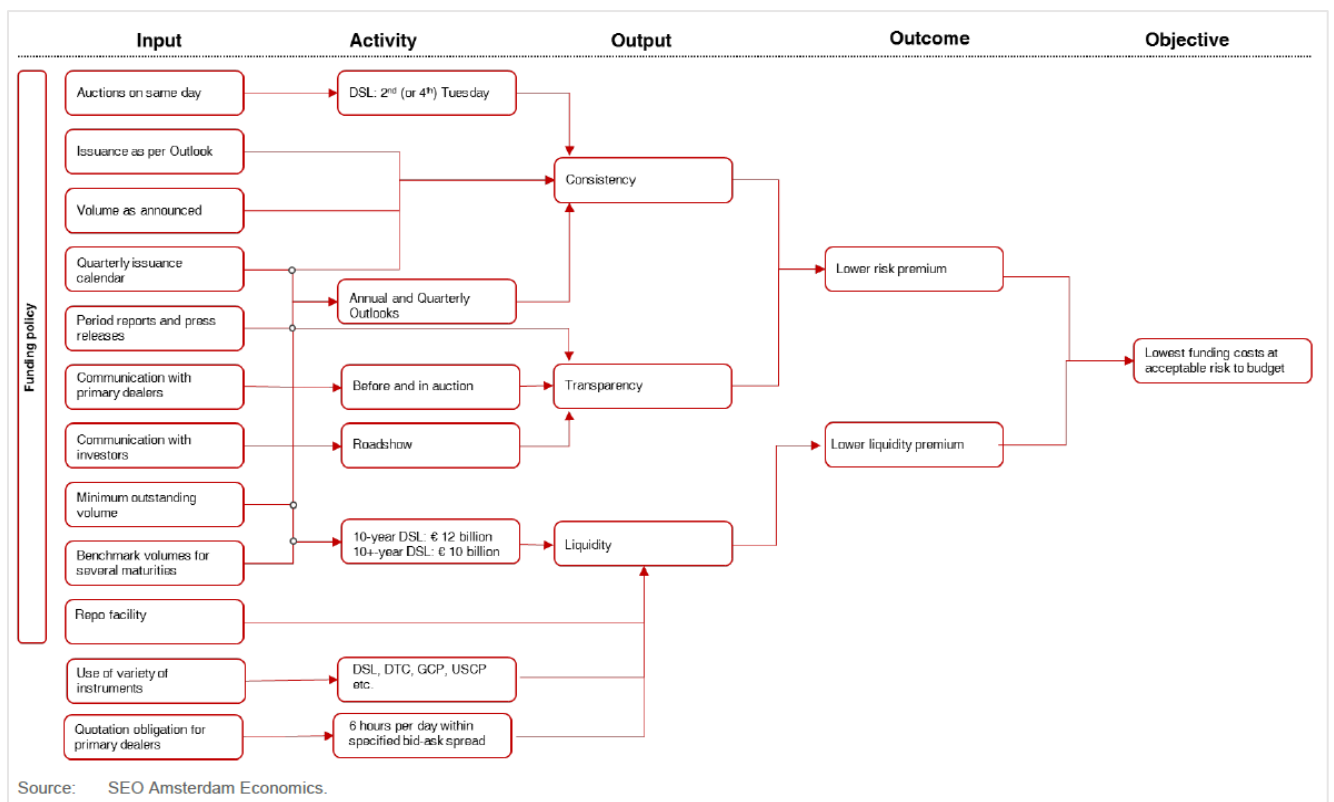 Input Activity Output Outcome Objective
Funding policy
Auctions on same day
DSL: 2nd (or 4th) Tuesday
Issuance as per Outlook
Consistency
Volume as announced
Quarterly issuance
calendar
Lower risk premium
Annual and Quarterly
Outlooks
Period reports and press
releases
Lowest funding costs at
acceptable risk to budget
Communication with
primary dealers
Before and in auction
Transparency
Communication with
investors
Roadshow
Lower liquidity premium
Minimum outstanding
volume
10-year DSL: € 12 billion
10+-year DSL: € 10 billion
Liquidity
Benchmark volumes for
several maturities
Repo facility
Use of variety of
instruments
DSL, DTC, GCP, USCP
etc.
Quotation obligation for
primary dealers
6 hours per day within
specified bid-ask spread
Source: SEO Amsterdam Economics.